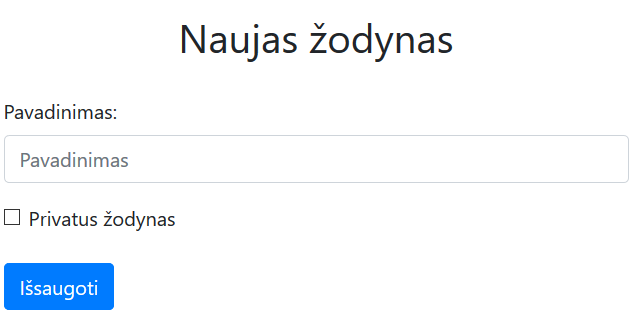 Naujas žodynas
Pavadinimas:
Pavadinimas
Privatus žodynas
Išsaugoti